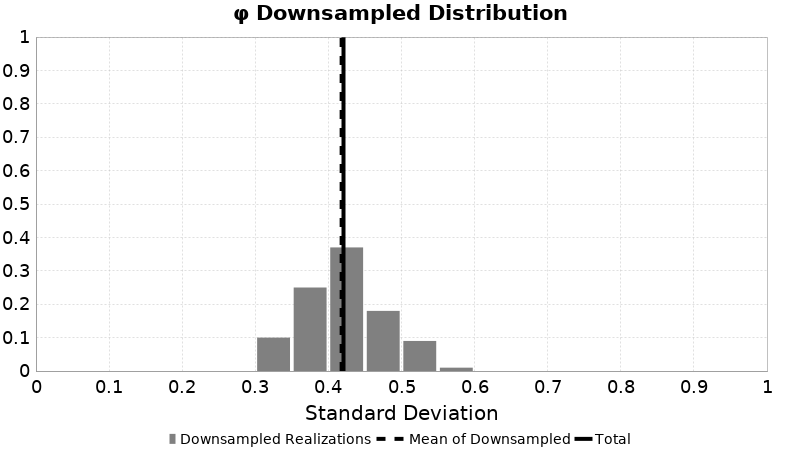 φ Downsampled Distribution
1
0.9
0.8
0.7
0.6
0.5
0.4
0.3
0.2
0.1
0
0 0.1 0.2 0.3 0.4 0.5 0.6 0.7 0.8 0.9 1
Standard Deviation
Downsampled Realizations Mean of Downsampled Total